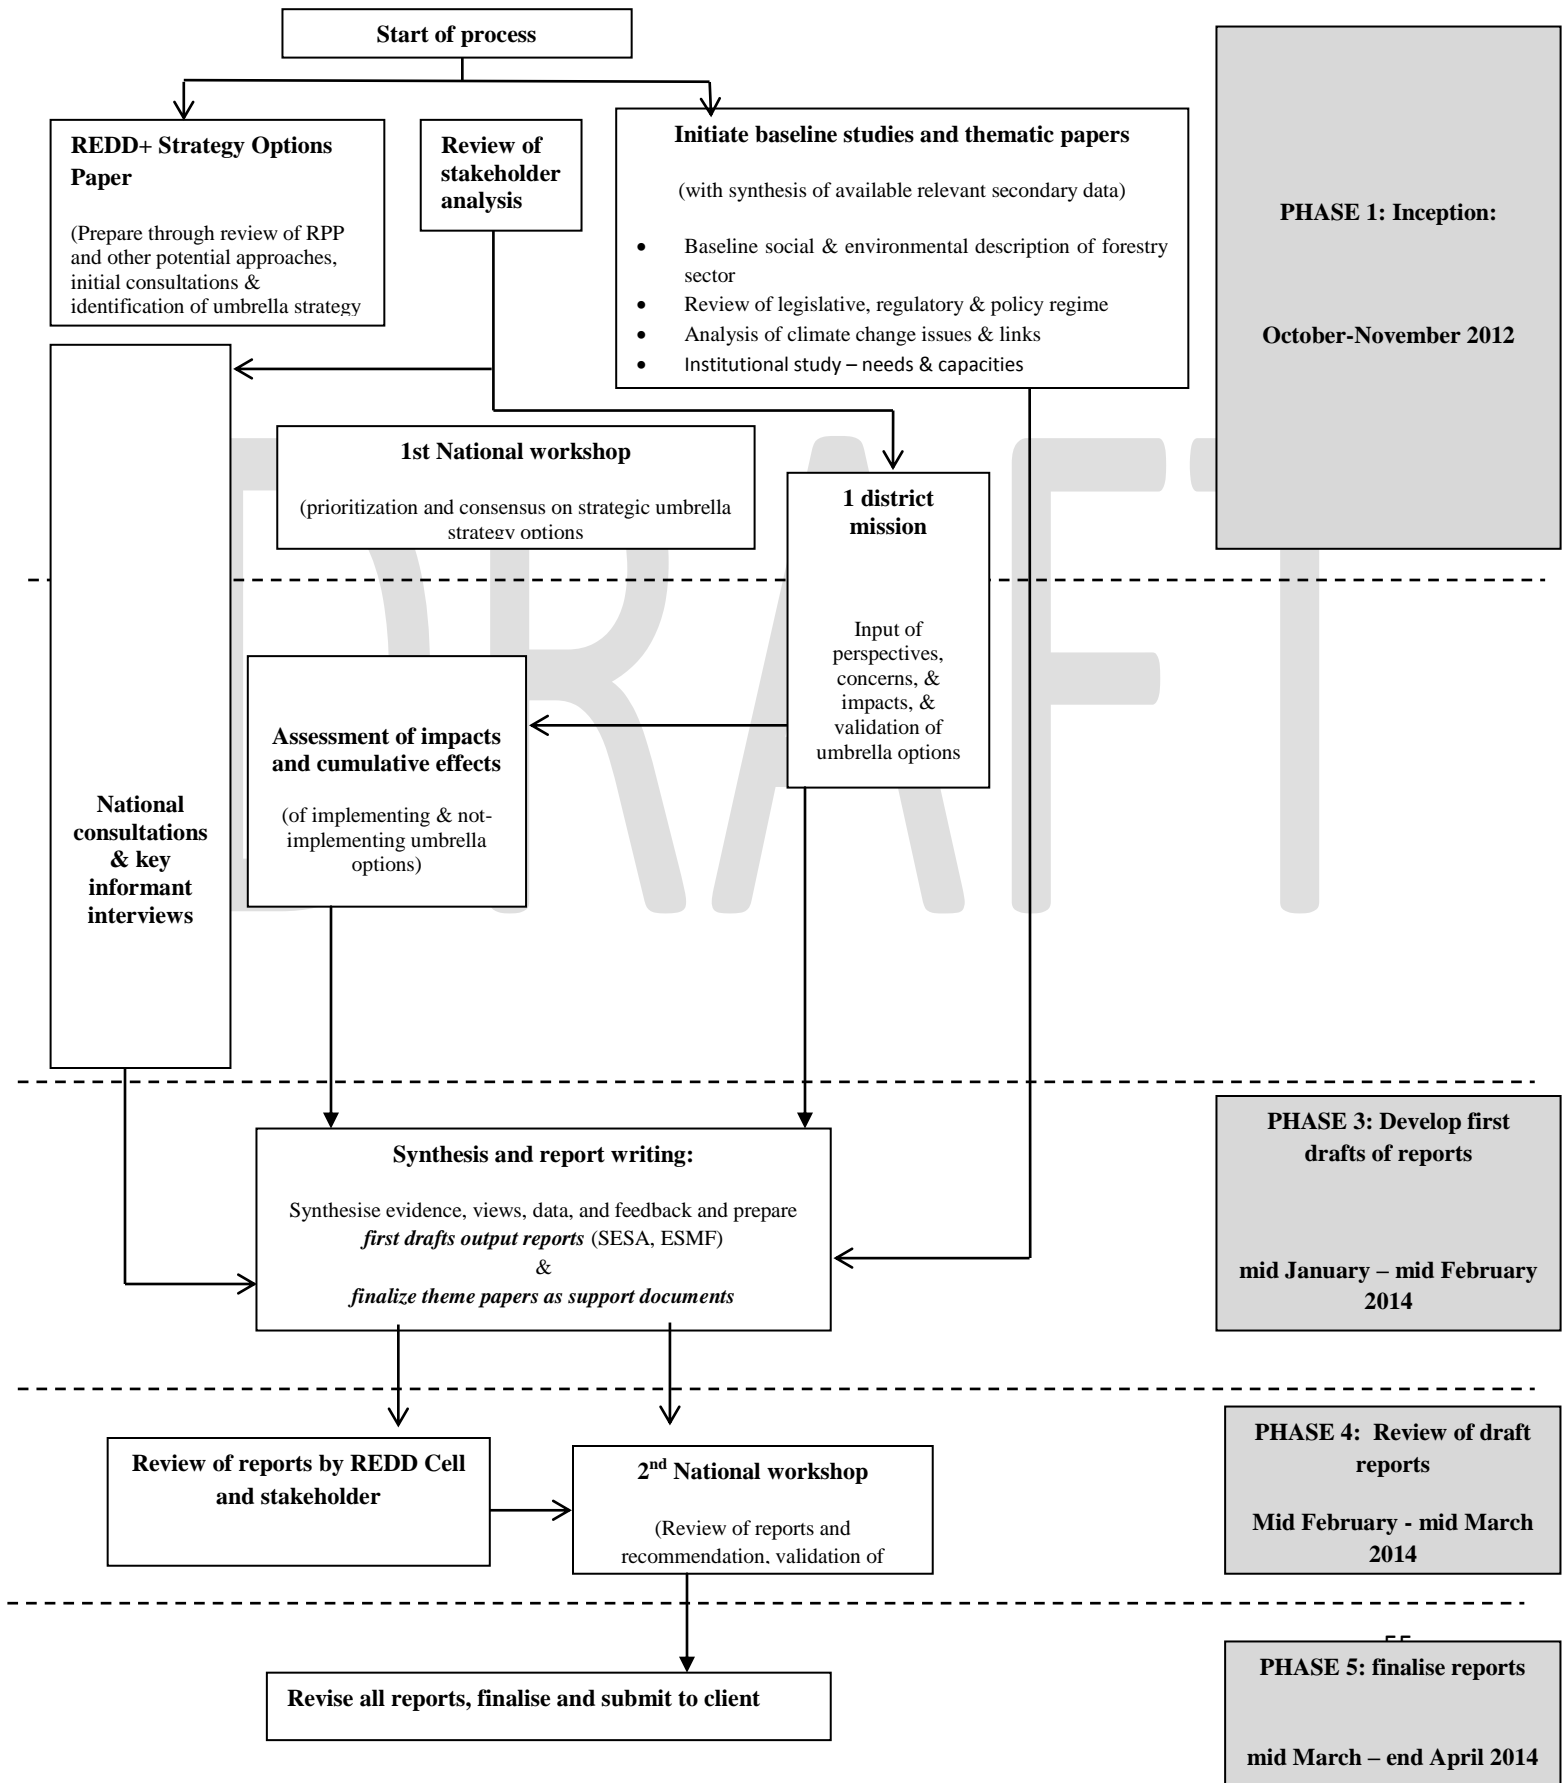 Start of process
REDD+ Strategy Options
Paper
(Prepare through review of RPP
and other potential approaches,
initial consultations &
identification of umbrella strategy
Review of
stakeholder
analysis
Initiate baseline studies and thematic papers
(with synthesis of available relevant secondary data)
• Baseline social & environmental description of forestry
sector
• Review of legislative, regulatory & policy regime
• Analysis of climate change issues & links
• Institutional study – needs & capacities
PHASE 1: Inception:
October-November 2012
1st National workshop
(prioritization and consensus on strategic umbrella
strategy options
1 district
mission
Input of
perspectives,
concerns, &
impacts, &
validation of
umbrella options
DRAFT
Assessment of impacts
and cumulative effects
(of implementing & not-
implementing umbrella
options)
National
consultations
& key
informant
interviews
Synthesis and report writing:
Synthesise evidence, views, data, and feedback and prepare
first drafts output reports (SESA, ESMF)
&
finalize theme papers as support documents
PHASE 3: Develop first
drafts of reports
mid January – mid February
2014
Review of reports by REDD Cell
and stakeholder
2nd National workshop
(Review of reports and
recommendation, validation of
PHASE 4: Review of draft
reports
Mid February - mid March
2014
Revise all reports, finalise and submit to client
PHASE 5: finalise reports
mid March – end April 2014